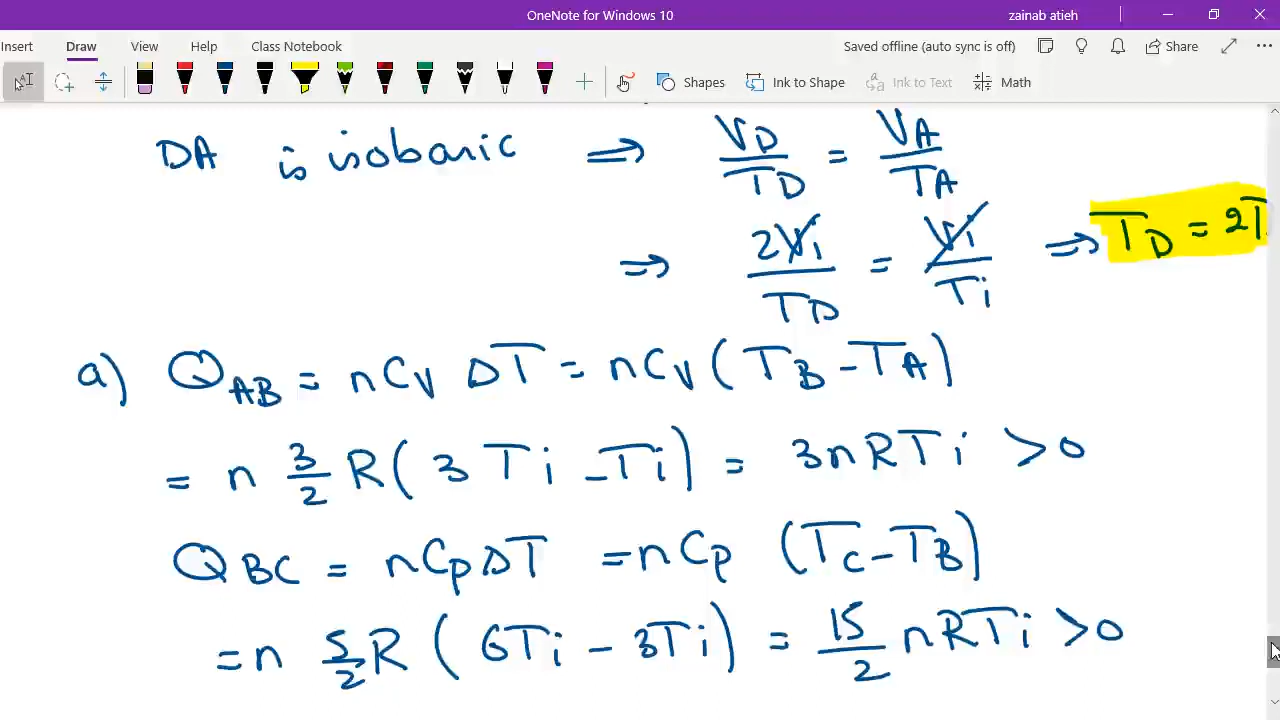 OneNote for Windows 10
zainab atieh
Insert Draw View Help Class Notebook Saved offline (auto sync is off) Share
Shapes Ink to Shape Ink to Text Math
DA is isobaric ⟹ VD/TD = VA/TA
⟹ 2Vi/TD = Vi/Ti ⟹ TD = 2T
a) QAB = nCv ΔT = nCv (TB - TA)
= n 3/2 R( 3Ti - Ti) = 3nRTi > 0
QBC = nCp ΔT = nCp (TC - TB)
= n 5/2 R ( 6Ti - 3Ti) = 15/2 nRTi > 0